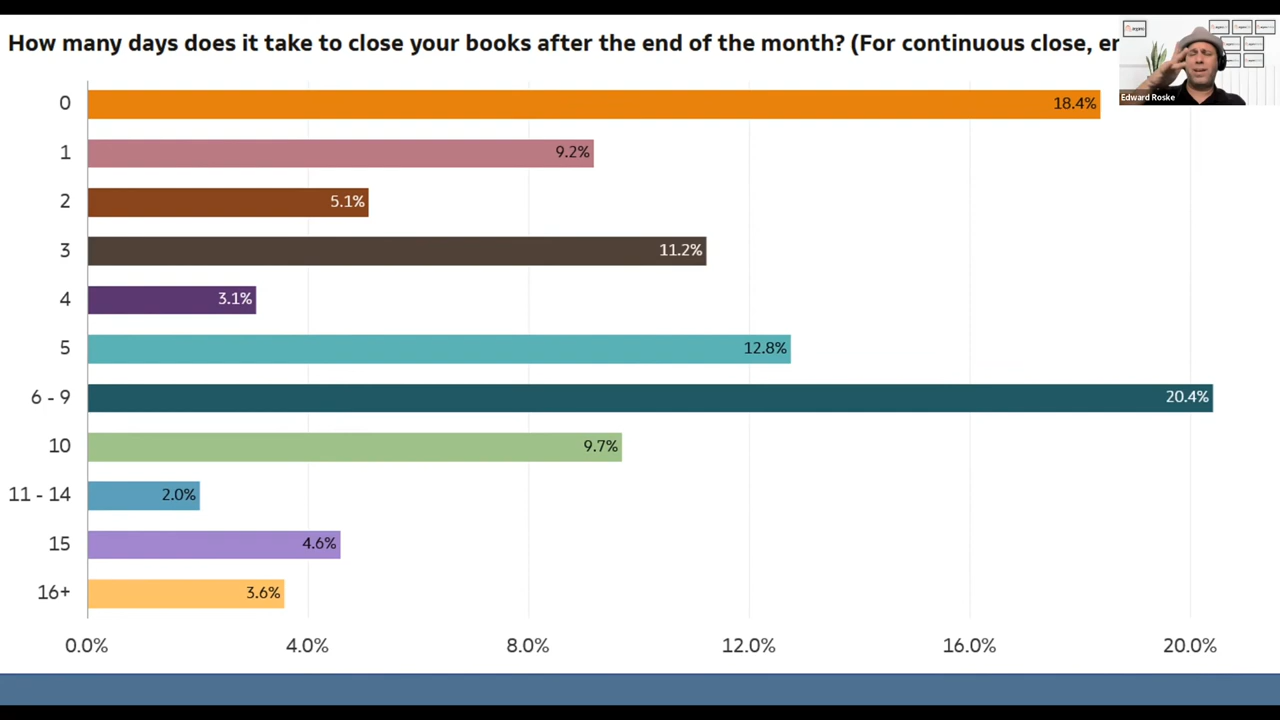 How many days does it take to close your books after the end of the month? (For continuous close,
Edward Roske
0 18.4%
1 9.2%
2 5.1%
3 11.2%
4 3.1%
5 12.8%
6 - 9 20.4%
10 9.7%
11 - 14 2.0%
15 4.6%
16+ 3.6%
0.0% 4.0% 8.0% 12.0% 16.0% 20.0%